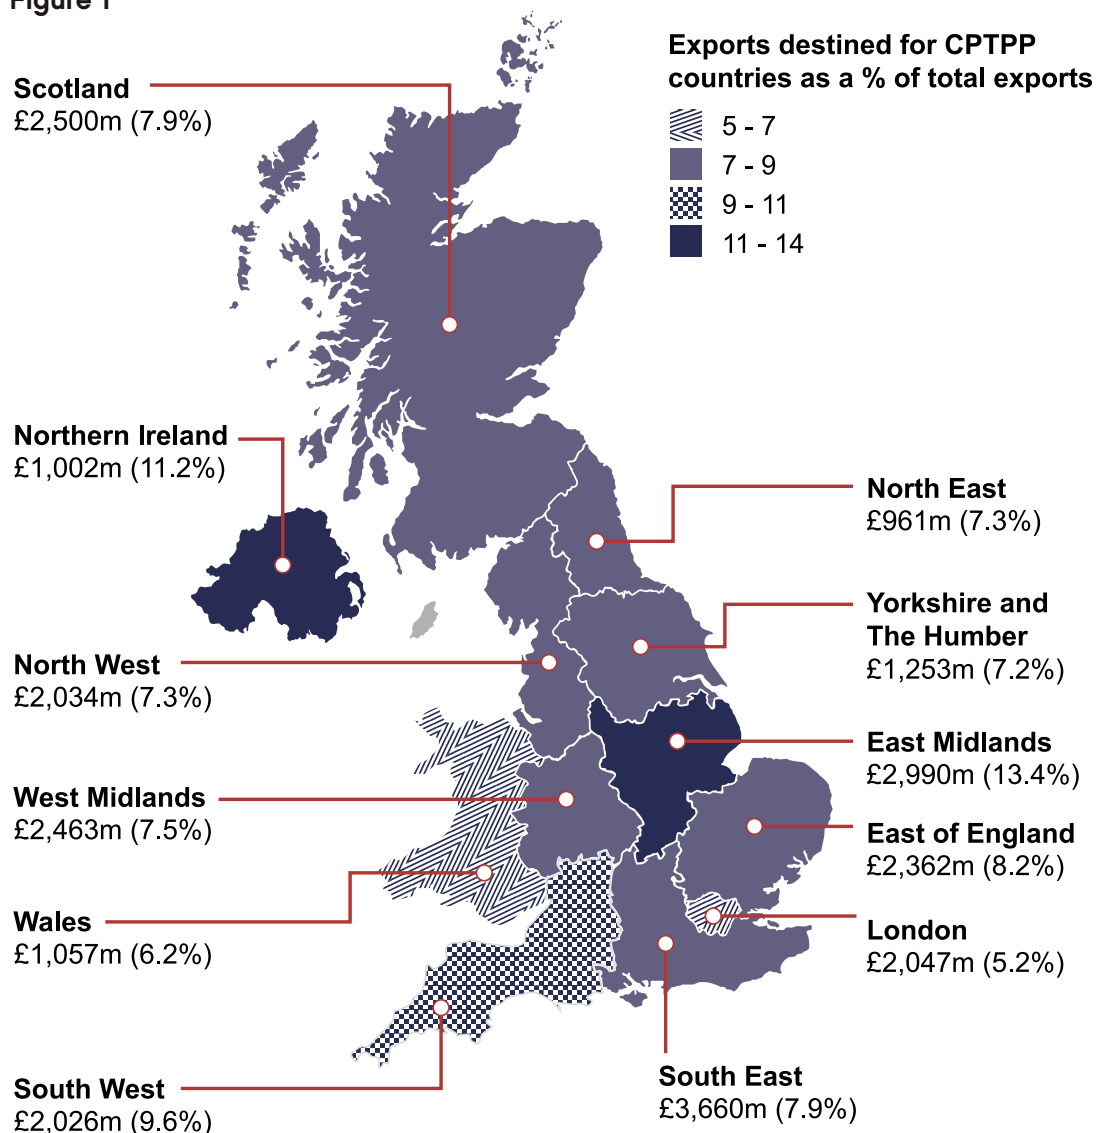 Figure 1
Exports destined for CPTPP
countries as a % of total exports
5 - 7
7 - 9
9 - 11
11 - 14
Scotland
£2,500m (7.9%)
Northern Ireland
£1,002m (11.2%)
North East
£961m (7.3%)
Yorkshire and
The Humber
£1,253m (7.2%)
North West
£2,034m (7.3%)
East Midlands
£2,990m (13.4%)
West Midlands
£2,463m (7.5%)
East of England
£2,362m (8.2%)
Wales
£1,057m (6.2%)
London
£2,047m (5.2%)
South West
£2,026m (9.6%)
South East
£3,660m (7.9%)